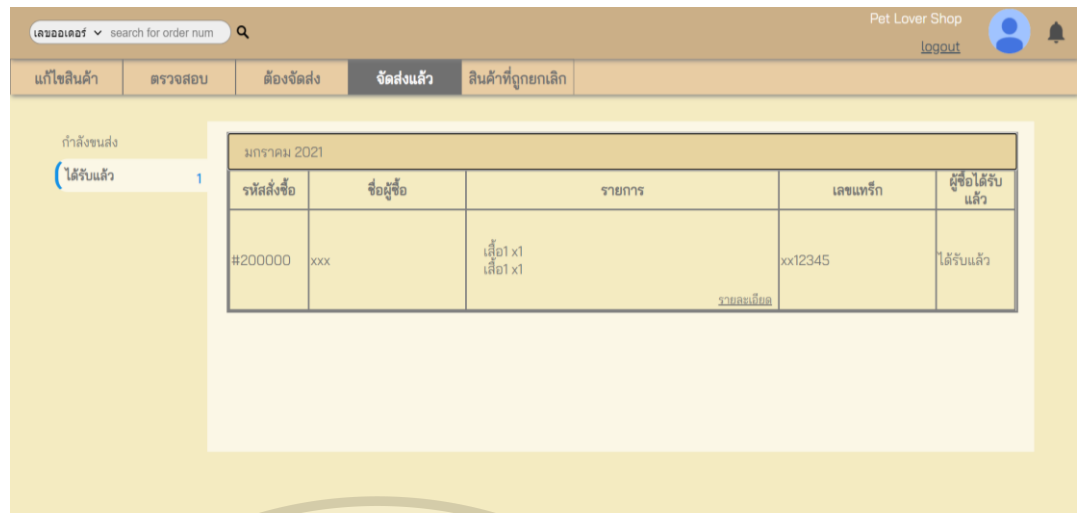 เลขออเดอร์ search for order num
Pet Lover Shop
logout
แก้ไขสินค้า ตรวจสอบ ต้องจัดส่ง จัดส่งแล้ว สินค้าที่ถูกยกเลิก
กำลังขนส่ง
ได้รับแล้ว 1
มกราคม 2021
รหัสสั่งซื้อ ชื่อผู้ซื้อ รายการ เลขแทร็ก ผู้ซื้อได้รับ
แล้ว
#200000 xxx เสื้อ1 x1 xx12345 ได้รับแล้ว
เสื้อ1 x1
รายละเอียด